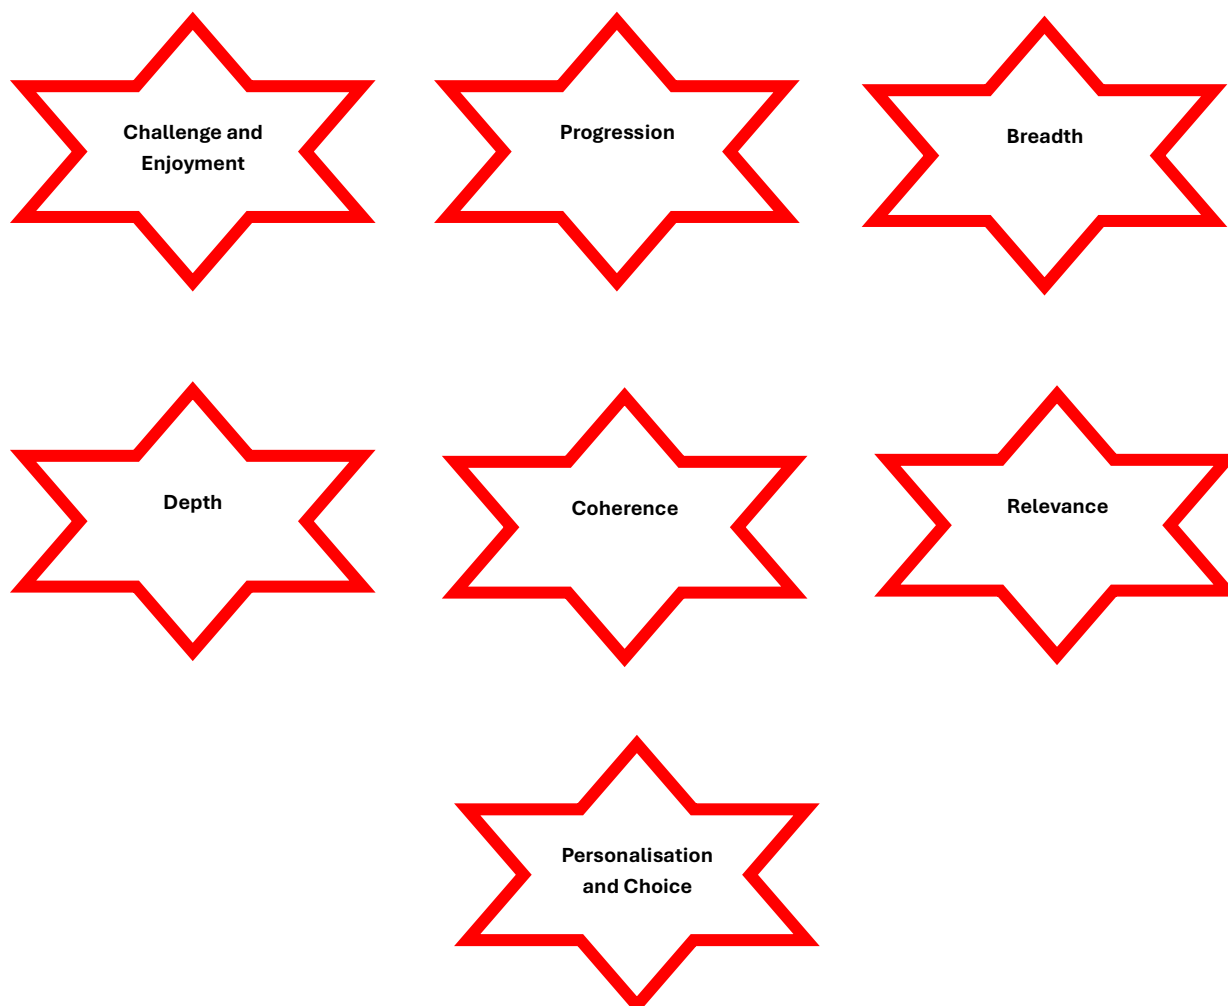 Challenge and
Enjoyment
Progression
Breadth
Depth
Coherence
Relevance
Personalisation
and Choice